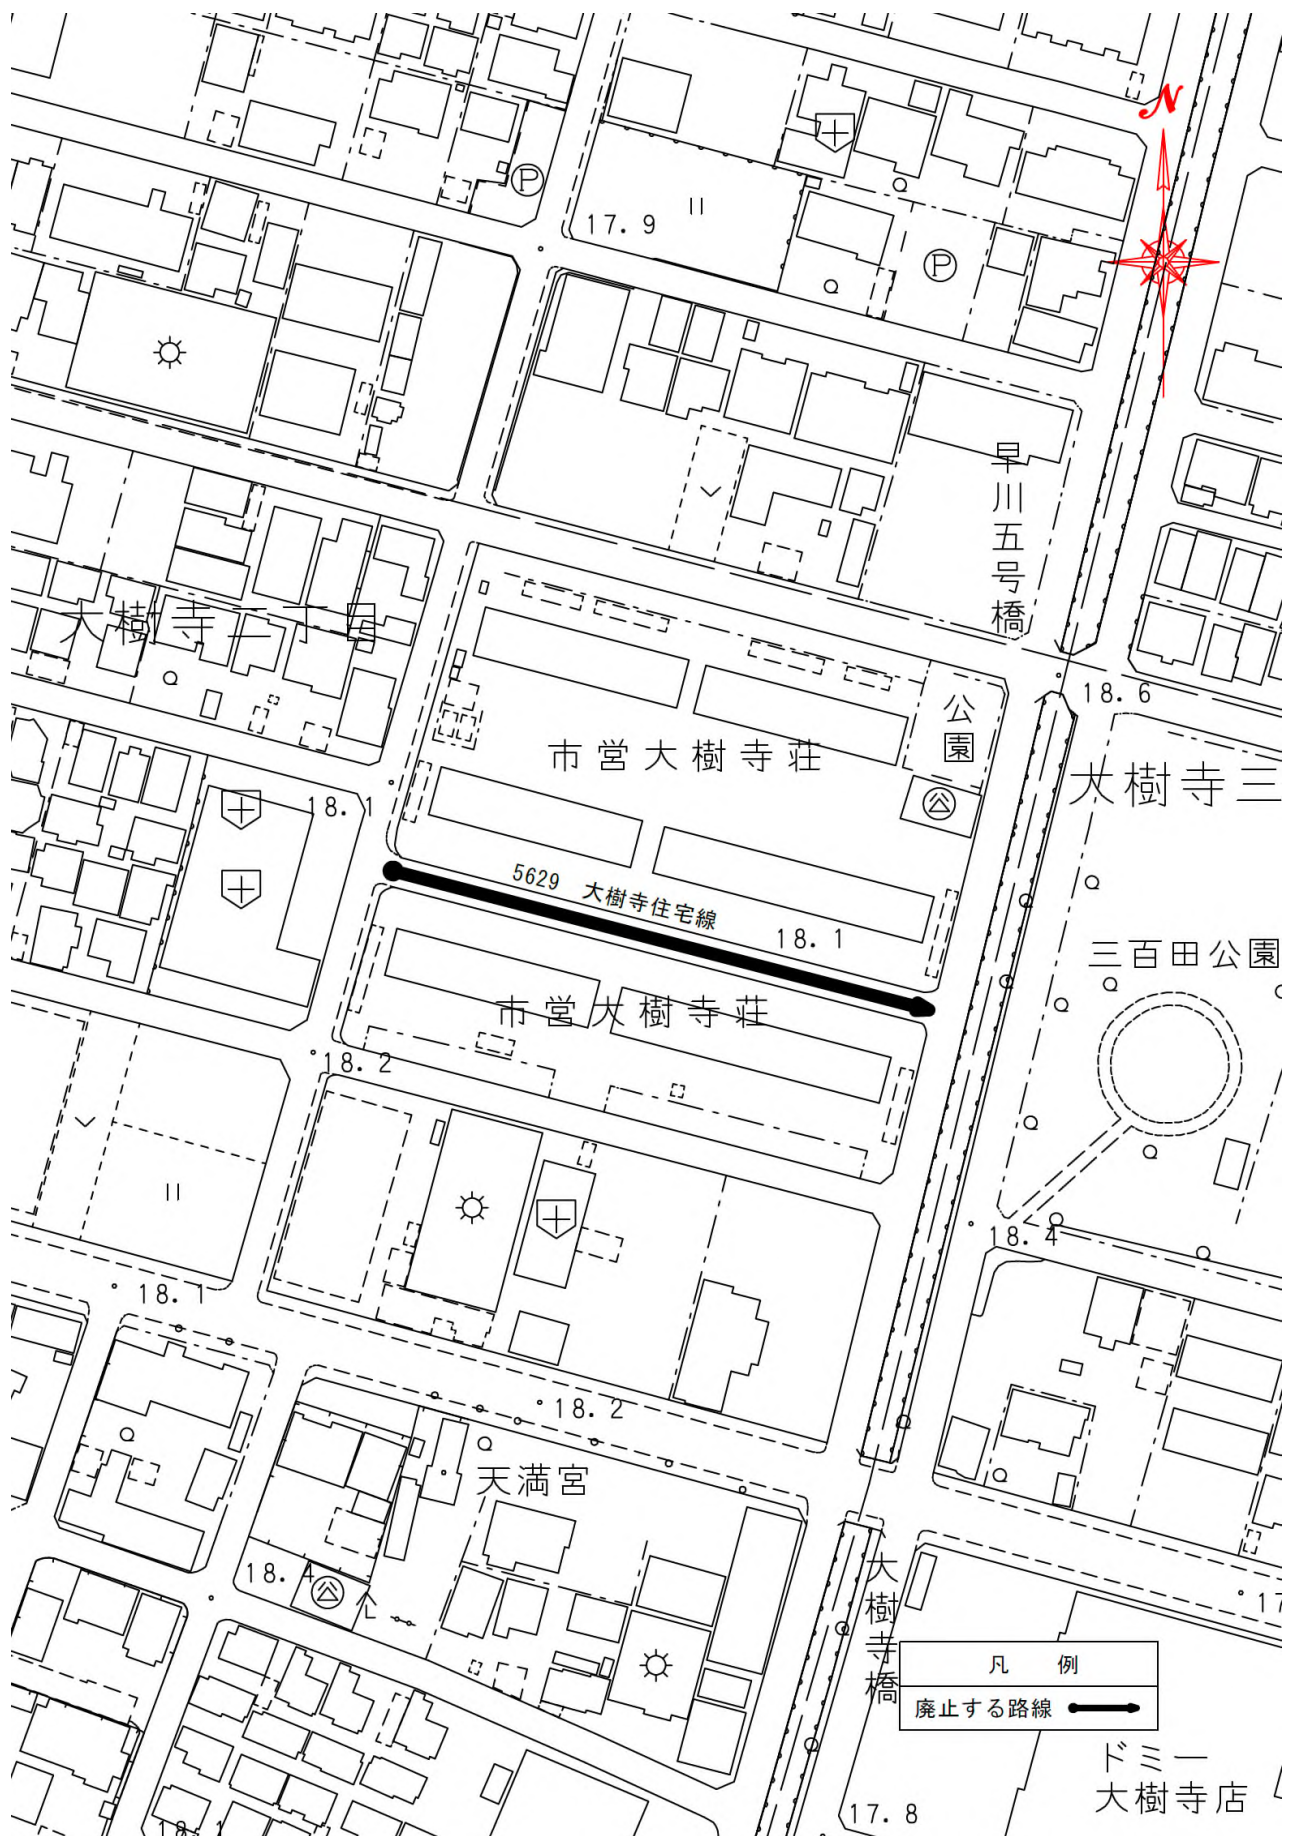 N
P
17.9
P
早川五号橋
大樹寺二丁目
18.6
公園
市営大樹寺荘
大樹寺三
18.1
5629 大樹寺住宅線
18.1
三百田公園
市営大樹寺荘
18.2
18.4
18.1
18.2
天満宮
18.4
大樹寺橋
17
凡 例
廃止する路線
ドミー
大樹寺店
17.8
18.1